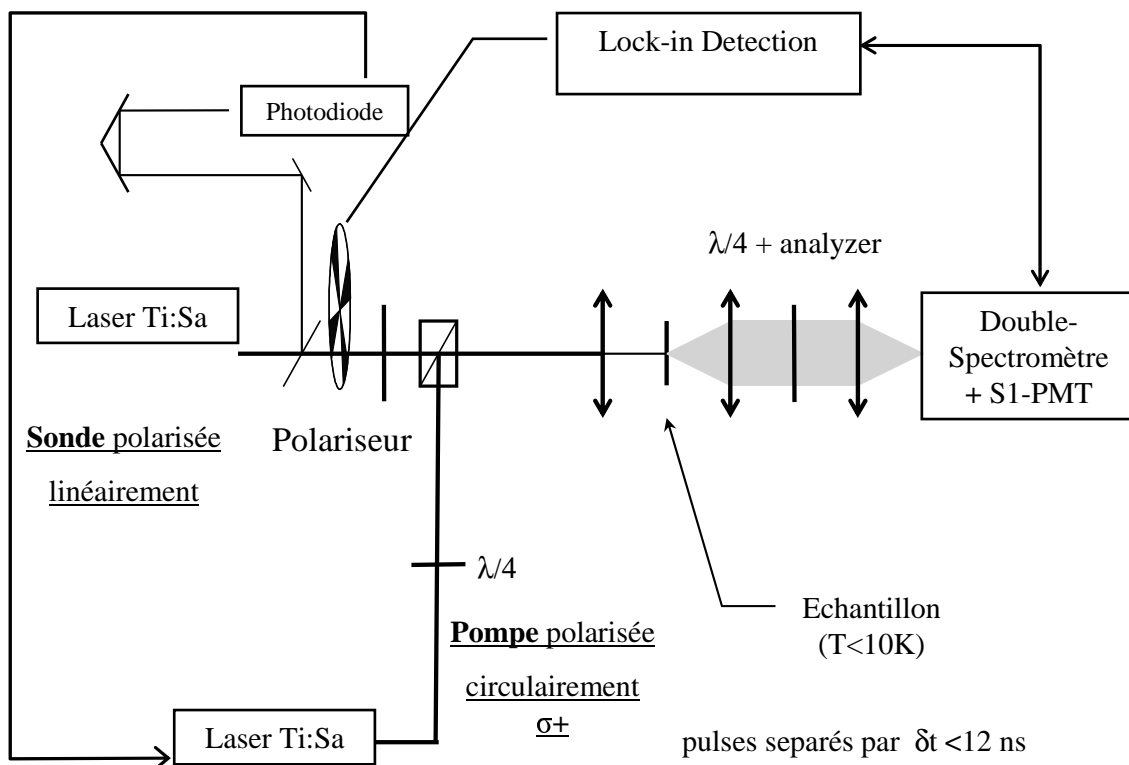 Lock-in Detection
Photodiode
λ/4 + analyzer
Laser Ti:Sa
Double-
Spectromètre
+ S1-PMT
Sonde polarisée
linéairement
Polariseur
λ/4
Echantillon
(T<10K)
Pompe polarisée
circulairement
σ+
Laser Ti:Sa
pulses separés par δt <12 ns